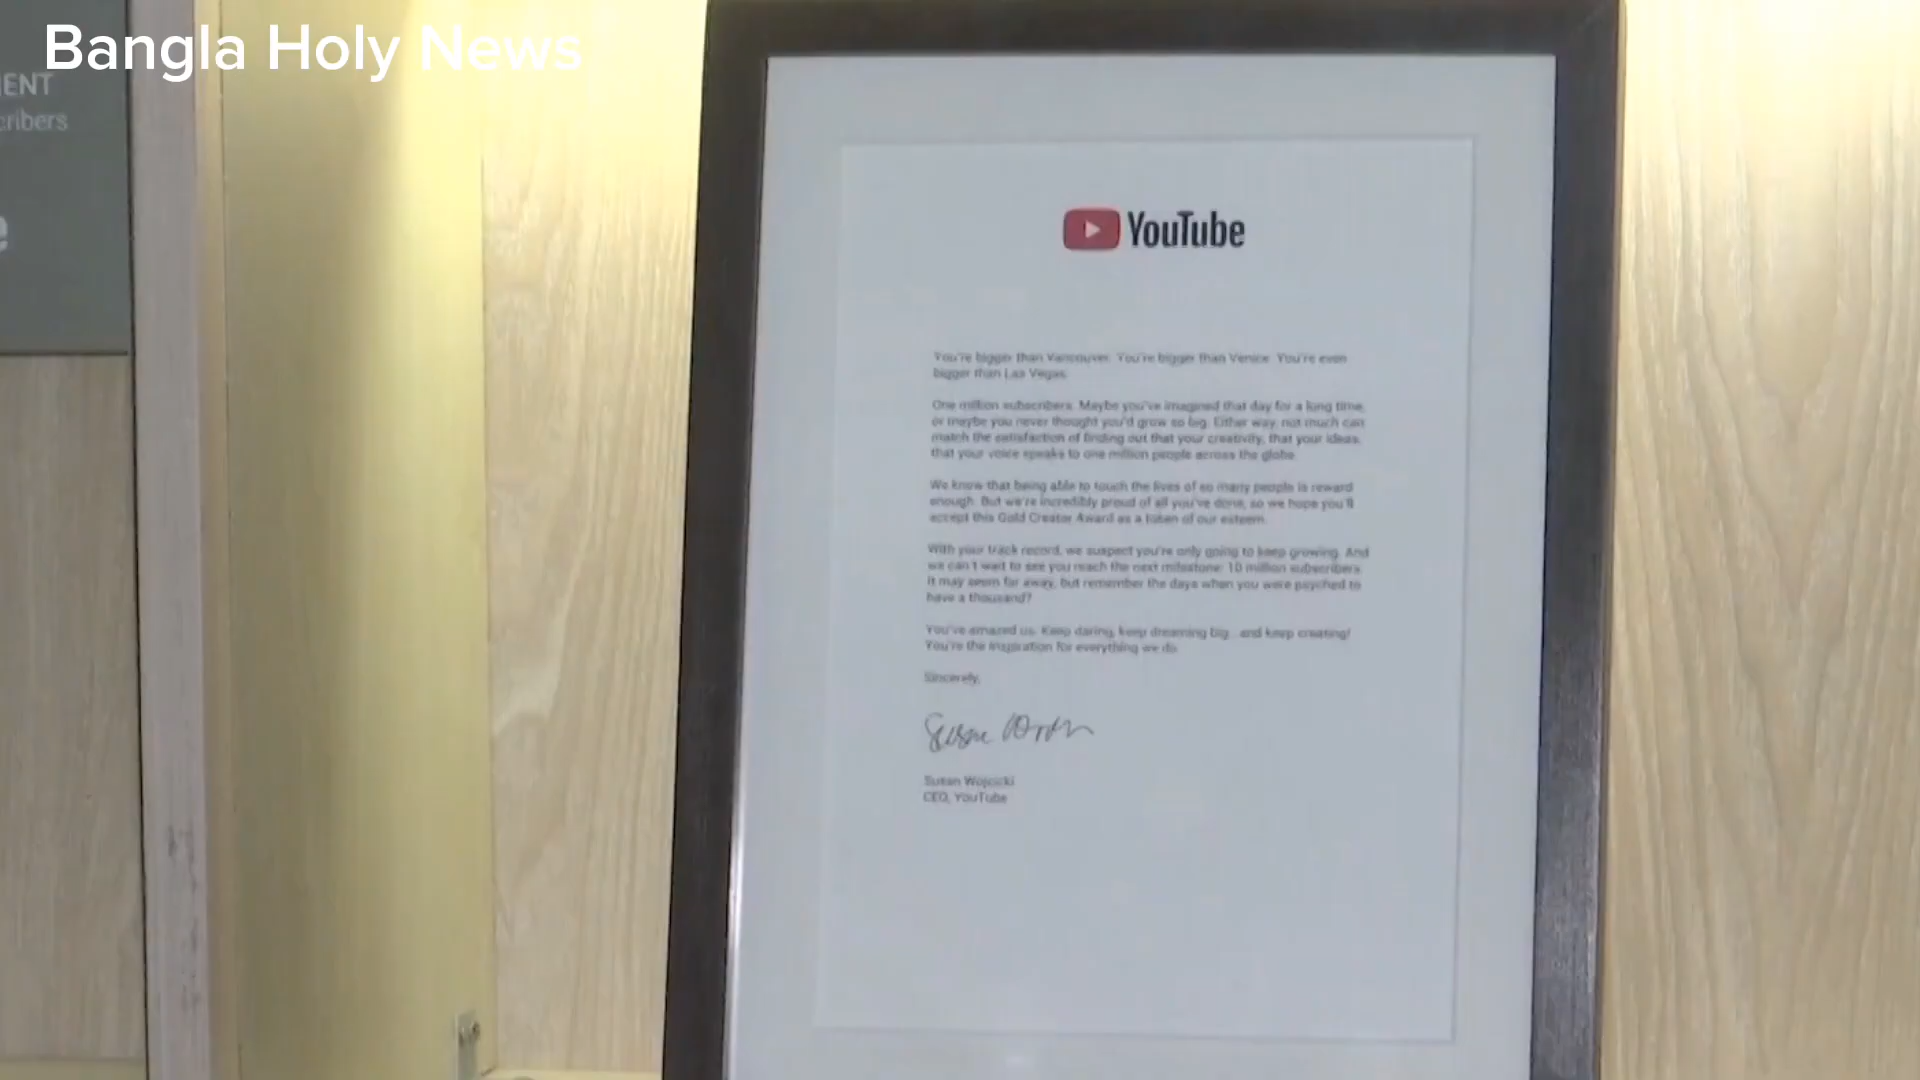 Bangla Holy News
ENT
cribers
e
YouTube
You're bigger than Vancouver. You're bigger than Venice. You're even
bigger than Las Vegas.
One million subscribers. Maybe you've imagined that day for a long time,
or maybe you never thought you'd grow so big. Either way, not much can
match the satisfaction of finding out that your creativity, that your ideas,
that your voice speaks to one million people across the globe.
We know that being able to touch the lives of so many people is reward
enough. But we're incredibly proud of all you've done, so we hope you'll
accept this Gold Creator Award as a token of our esteem.
With your track record, we suspect you're only going to keep growing. And
we can't wait to see you reach the next milestone: 10 million subscribers.
It may seem far away, but remember the days when you were psyched to
have a thousand?
You've amazed us. Keep daring, keep dreaming big...and keep creating!
You're the inspiration for everything we do.
Sincerely,
Susan Wojcicki
CEO, YouTube